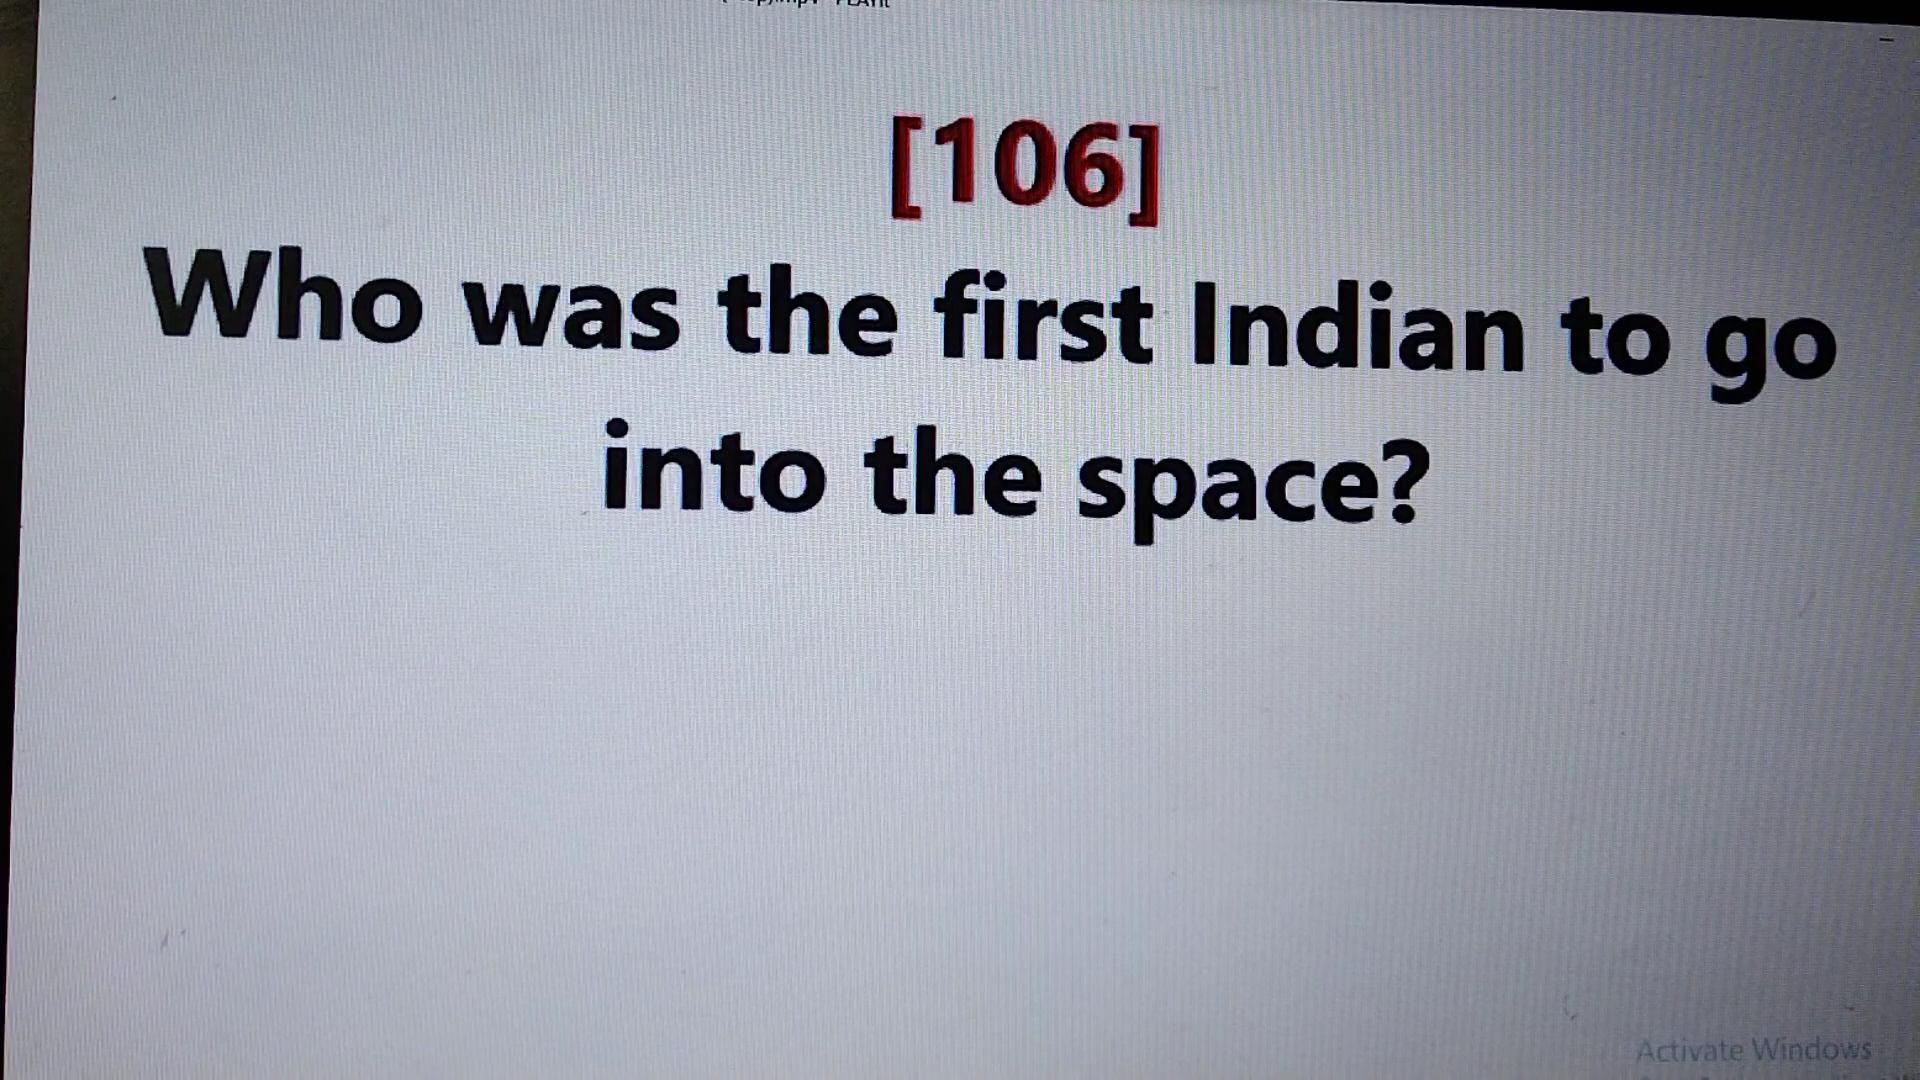 [106]
Who was the first Indian to go
into the space?
Activate Windows